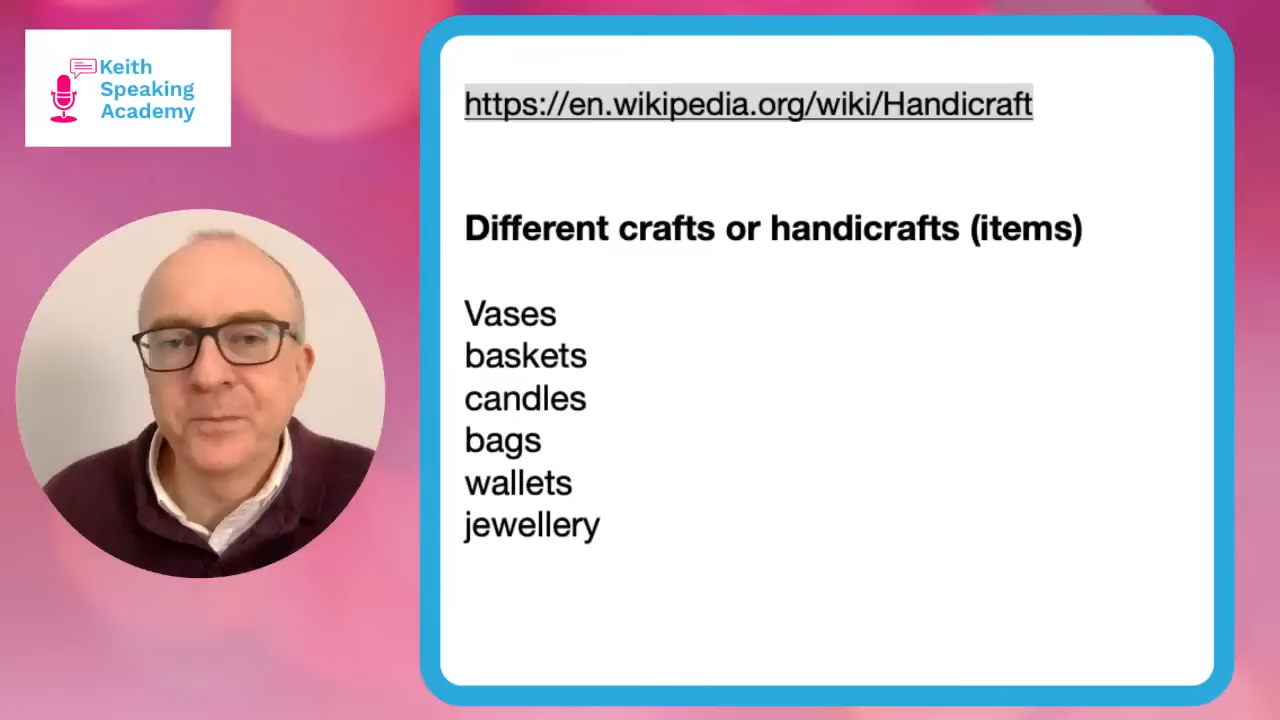 Keith
Speaking
Academy
https://en.wikipedia.org/wiki/Handicraft
Different crafts or handicrafts (items)
Vases
baskets
candles
bags
wallets
jewellery